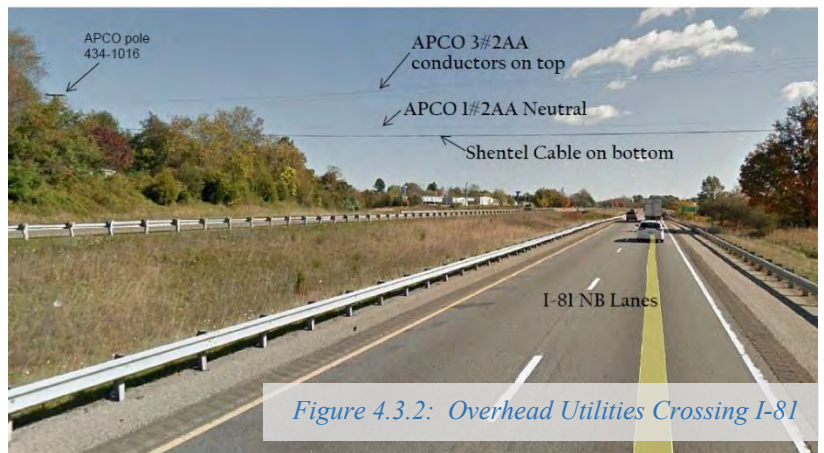 APCO pole
434-1016
APCO 3#2AA
conductors on top
APCO 1#2AA Neutral
Shentel Cable on bottom
I-81 NB Lanes
Figure 4.3.2: Overhead Utilities Crossing I-81